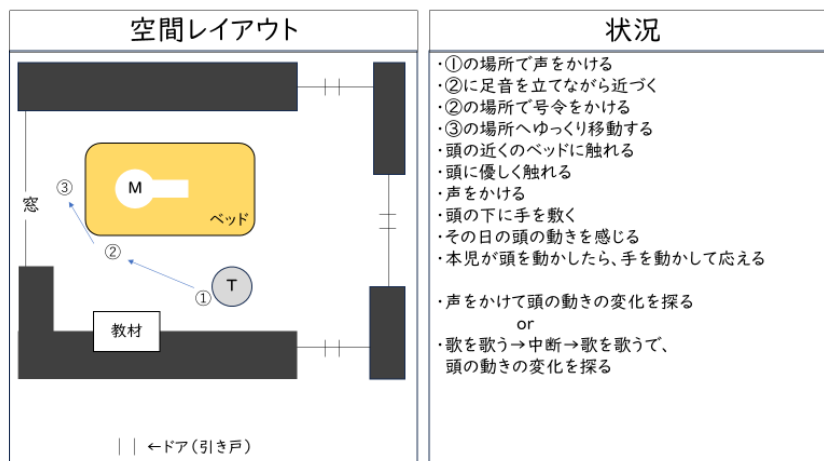 空間レイアウト
窓
③
M
ベッド
②
①
T
教材
││←ドア(引き戸)
状況
・①の場所で声をかける
・②に足音を立てながら近づく
・②の場所で号令をかける
・③の場所へゆっくり移動する
・頭の近くのベッドに触れる
・頭に優しく触れる
・声をかける
・頭の下に手を敷く
・その日の頭の動きを感じる
・本児が頭を動かしたら、手を動かして応える
・声をかけて頭の動きの変化を探る
or
・歌を歌う→中断→歌を歌うで、
頭の動きの変化を探る